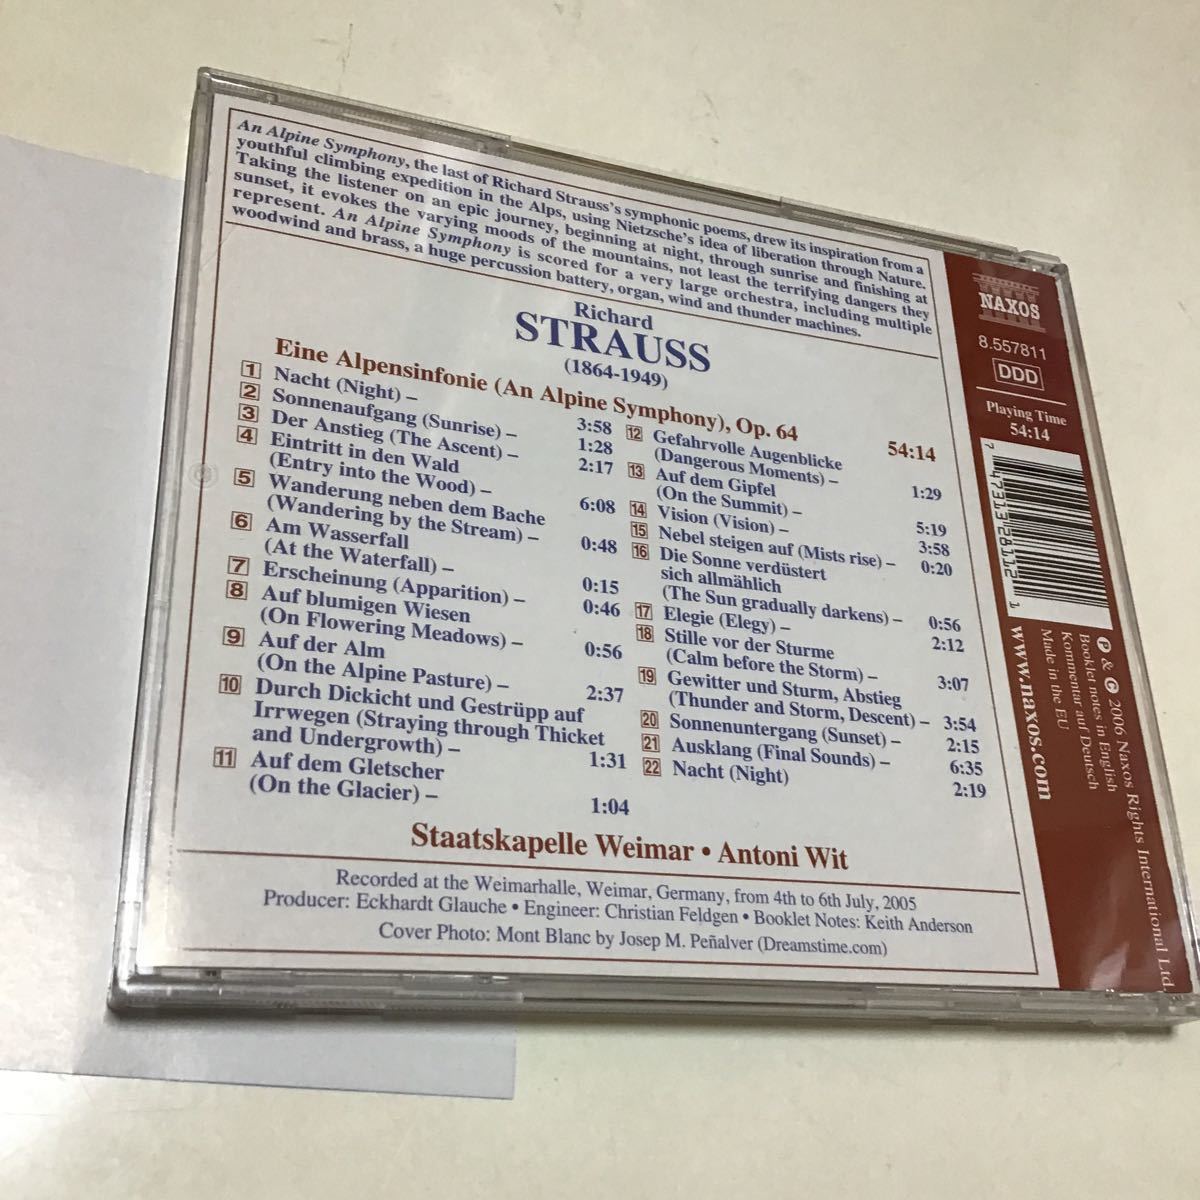 An Alpine Symphony, the last of Richard Strauss's symphonic poems, drew its inspiration from a
youthful climbing expedition in the Alps, using Nietzsche's idea of liberation through Nature.
Taking the listener on an epic journey, beginning at night, through sunrise and finishing at
sunset, it evokes the varying moods of the mountains, not least the terrifying dangers they
represent. An Alpine Symphony is scored for a very large orchestra, including multiple
woodwind and brass, a huge percussion battery, organ, wind and thunder machines.
Richard
STRAUSS
(1864-1949)
Eine Alpensinfonie (An Alpine Symphony), Op. 64 54:14
1 Nacht (Night) – 3:58
2 Sonnenaufgang (Sunrise) – 1:28
3 Der Anstieg (The Ascent) – 2:17
4 Eintritt in den Wald
(Entry into the Wood) – 6:08
5 Wanderung neben dem Bache
(Wandering by the Stream) – 0:48
6 Am Wasserfall
(At the Waterfall) – 0:15
7 Erscheinung (Apparition) – 0:46
8 Auf blumigen Wiesen
(On Flowering Meadows) – 0:56
9 Auf der Alm
(On the Alpine Pasture) – 2:37
10 Durch Dickicht und Gestrüpp auf
Irrwegen (Straying through Thicket
and Undergrowth) – 1:31
11 Auf dem Gletscher
(On the Glacier) – 1:04
12 Gefahrvolle Augenblicke
(Dangerous Moments) – 1:29
13 Auf dem Gipfel
(On the Summit) – 5:19
14 Vision (Vision) – 3:58
15 Nebel steigen auf (Mists rise) – 0:20
16 Die Sonne verdüstert
sich allmählich
(The Sun gradually darkens) – 0:56
17 Elegie (Elegy) – 2:12
18 Stille vor der Sturme
(Calm before the Storm) – 3:07
19 Gewitter und Sturm, Abstieg
(Thunder and Storm, Descent) – 3:54
20 Sonnenuntergang (Sunset) – 2:15
21 Ausklang (Final Sounds) – 6:35
22 Nacht (Night) 2:19
Staatskapelle Weimar • Antoni Wit
Recorded at the Weimarhalle, Weimar, Germany, from 4th to 6th July, 2005
Producer: Eckhardt Glauche • Engineer: Christian Feldgen • Booklet Notes: Keith Anderson
Cover Photo: Mont Blanc by Josep M. Peñalver (Dreamstime.com)
NAXOS
8.557811
DDD
Playing Time
54:14
7 47313 28112 1
℗ & © 2006 Naxos Rights International Ltd.
Booklet notes in English
Kommentar auf Deutsch
Made in the EU
www.naxos.com